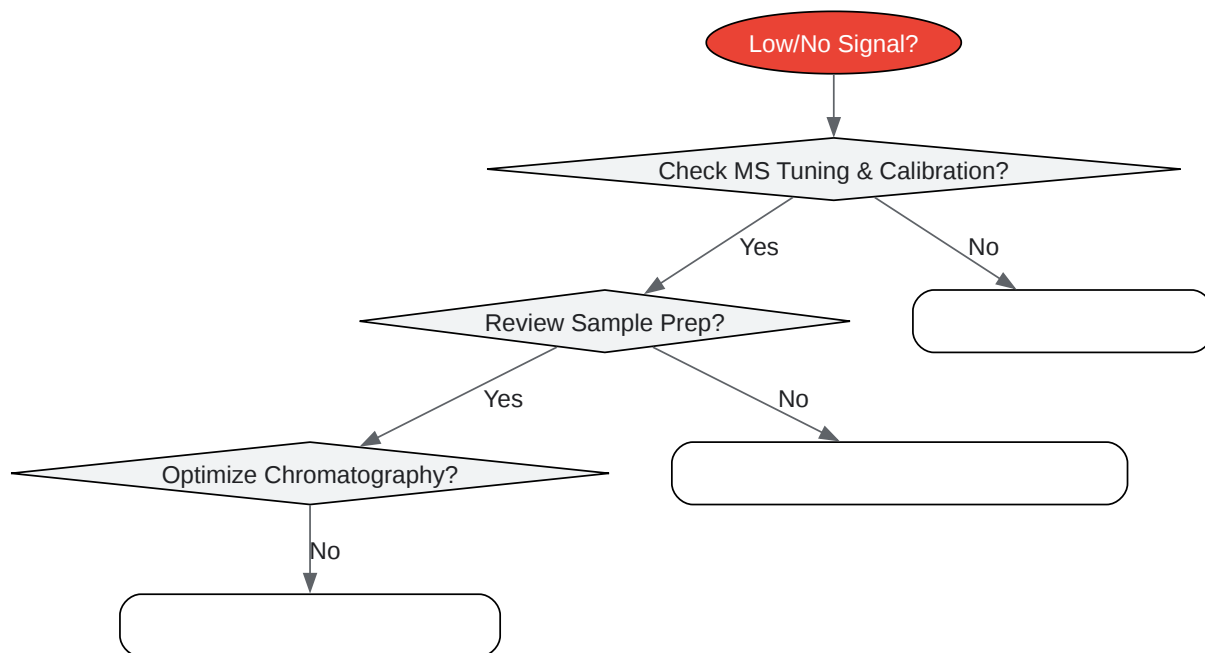 Low/No Signal?
Check MS Tuning & Calibration?
Yes
No
Review Sample Prep?
Yes
No
Optimize Chromatography?
No